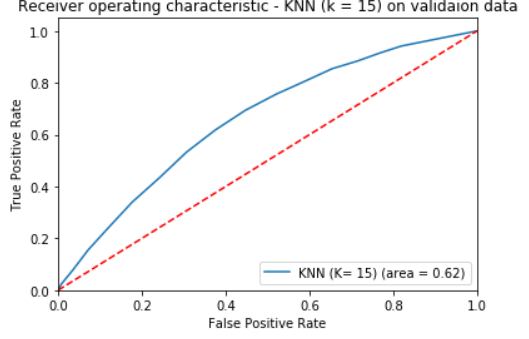 Receiver operating characteristic - KNN (k = 15) on validaion data
True Positive Rate
1.0
0.8
0.6
0.4
0.2
0.0
KNN (K= 15) (area = 0.62)
0.0 0.2 0.4 0.6 0.8 1.0
False Positive Rate